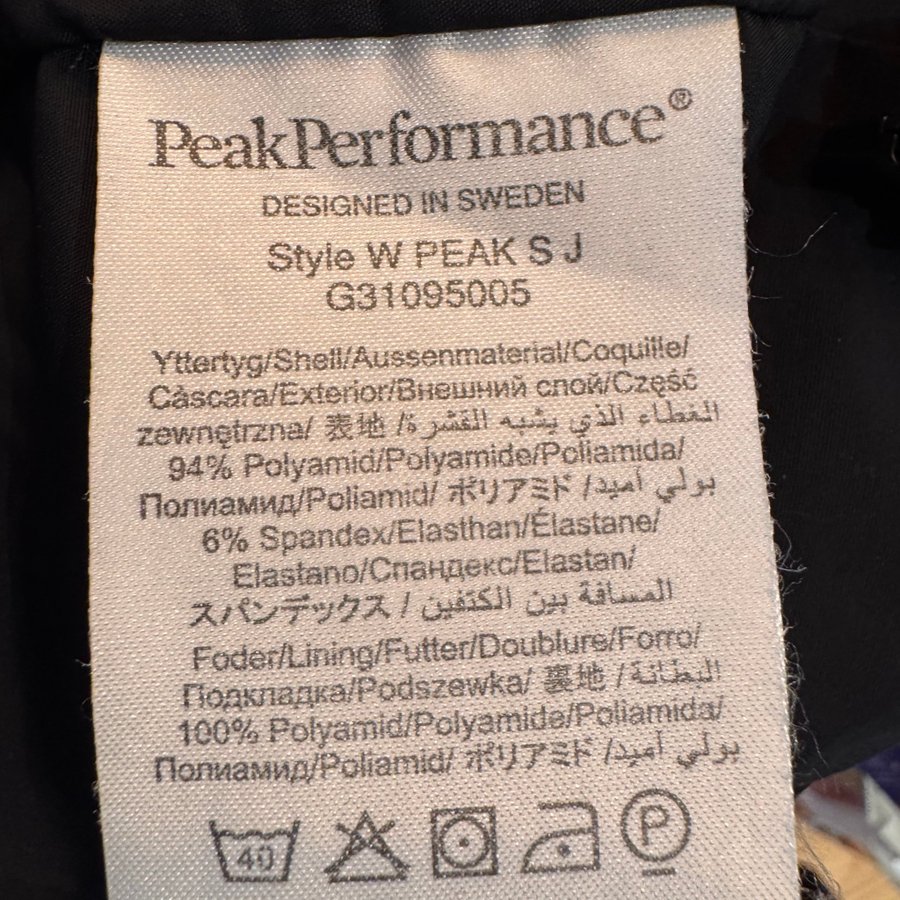 PeakPerformance®
DESIGNED IN SWEDEN
Style W PEAK S J
G31095005
Yttertyg/Shell/Aussenmaterial/Coquille/
Càscara/Exterior/Внешний слой/Część
zewnętrzna/ 表地 /الغطاء الذي يشبه القشرة
94% Polyamid/Polyamide/Poliamida/
Полиамид/Poliamid/ ポリアミド /بولي أميد
6% Spandex/Elasthan/Élastane/
Elastano/Спандекс/Elastan/
スパンデックス / المسافة بين الكتفين
Foder/Lining/Futter/Doublure/Forro/
Подкладка/Podszewka/ 裏地 /البطانة
100% Polyamid/Polyamide/Poliamida/
Полиамид/Poliamid/ ポリアミド /بولي أميد
40 P